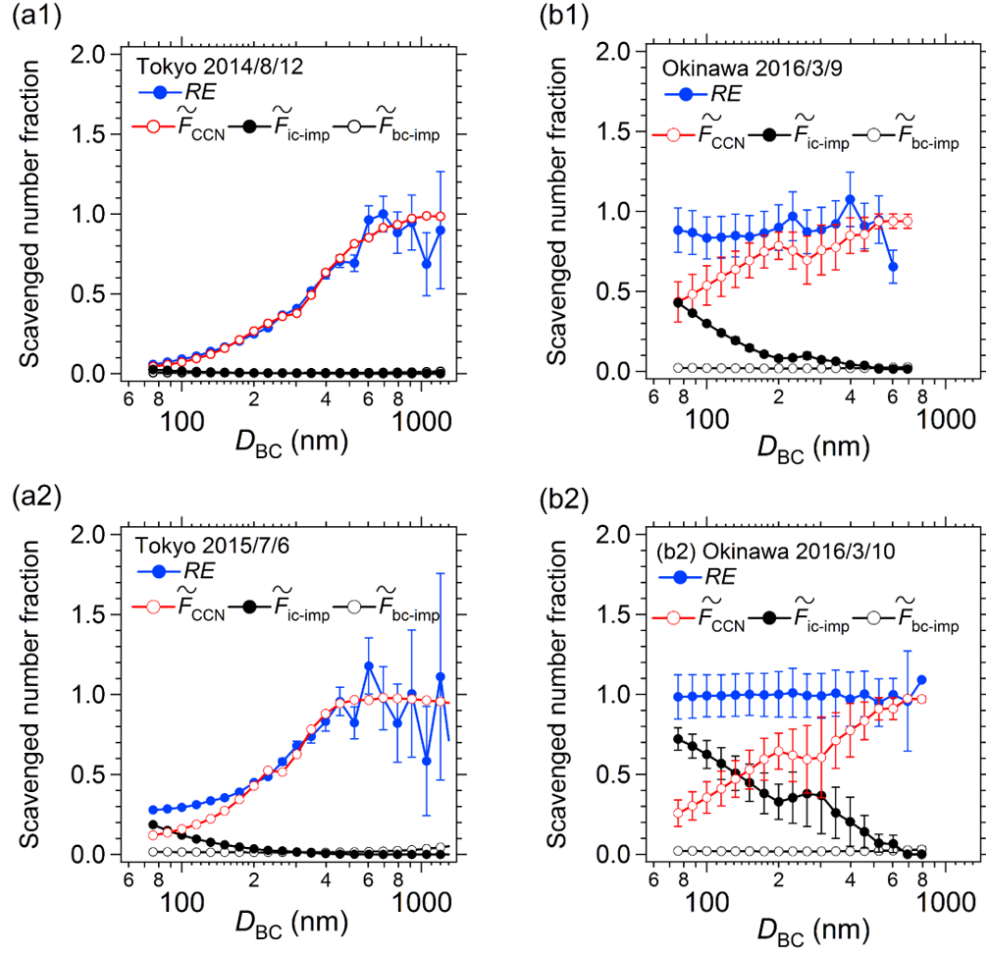 (a1)
Scavenged number fraction
2.0
1.5
1.0
0.5
0.0
Tokyo 2014/8/12
RE
F̃CCN F̃ic-imp F̃bc-imp
6 8 100 2 4 6 8 1000
DBC (nm)
(b1)
Scavenged number fraction
2.0
1.5
1.0
0.5
0.0
Okinawa 2016/3/9
RE
F̃CCN F̃ic-imp F̃bc-imp
6 8 100 2 4 6 8 1000
DBC (nm)
(a2)
Scavenged number fraction
2.0
1.5
1.0
0.5
0.0
Tokyo 2015/7/6
RE
F̃CCN F̃ic-imp F̃bc-imp
6 8 100 2 4 6 8 1000
DBC (nm)
(b2)
Scavenged number fraction
2.0
1.5
1.0
0.5
0.0
(b2) Okinawa 2016/3/10
RE
F̃CCN F̃ic-imp F̃bc-imp
6 8 100 2 4 6 8 1000
DBC (nm)